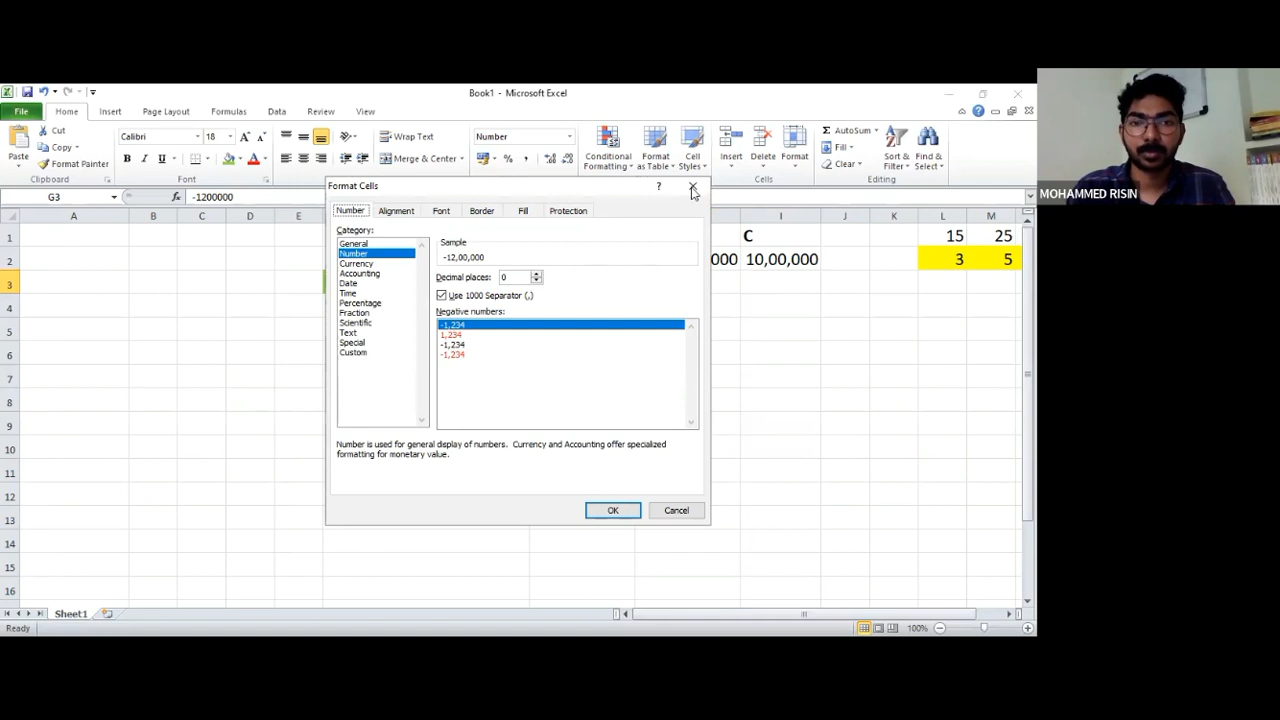 Book1 - Microsoft Excel
File Home Insert Page Layout Formulas Data Review View
Paste
Cut
Copy
Format Painter
Clipboard
Calibri 18
B I U
Font
Wrap Text
Merge & Center
Number
%
Conditional Formatting
Format as Table
Cell Styles
Insert
Delete
Format
Cells
AutoSum
Fill
Clear
Sort & Filter
Find & Select
Editing
MOHAMMED RISIN
G3 fx -1200000
A B C D E I J K L M
1 C 15 25
2 000 10,00,000 3 5
3
4
5
6
7
8
9
10
11
12
13
14
15
16
Format Cells ?
Number Alignment Font Border Fill Protection
Category:
General
Number
Currency
Accounting
Date
Time
Percentage
Fraction
Scientific
Text
Special
Custom
Sample
-12,00,000
Decimal places: 0
Use 1000 Separator (,)
Negative numbers:
-1,234
1,234
-1,234
-1,234
Number is used for general display of numbers. Currency and Accounting offer specialized
formatting for monetary value.
OK Cancel
Sheet1
Ready 100%